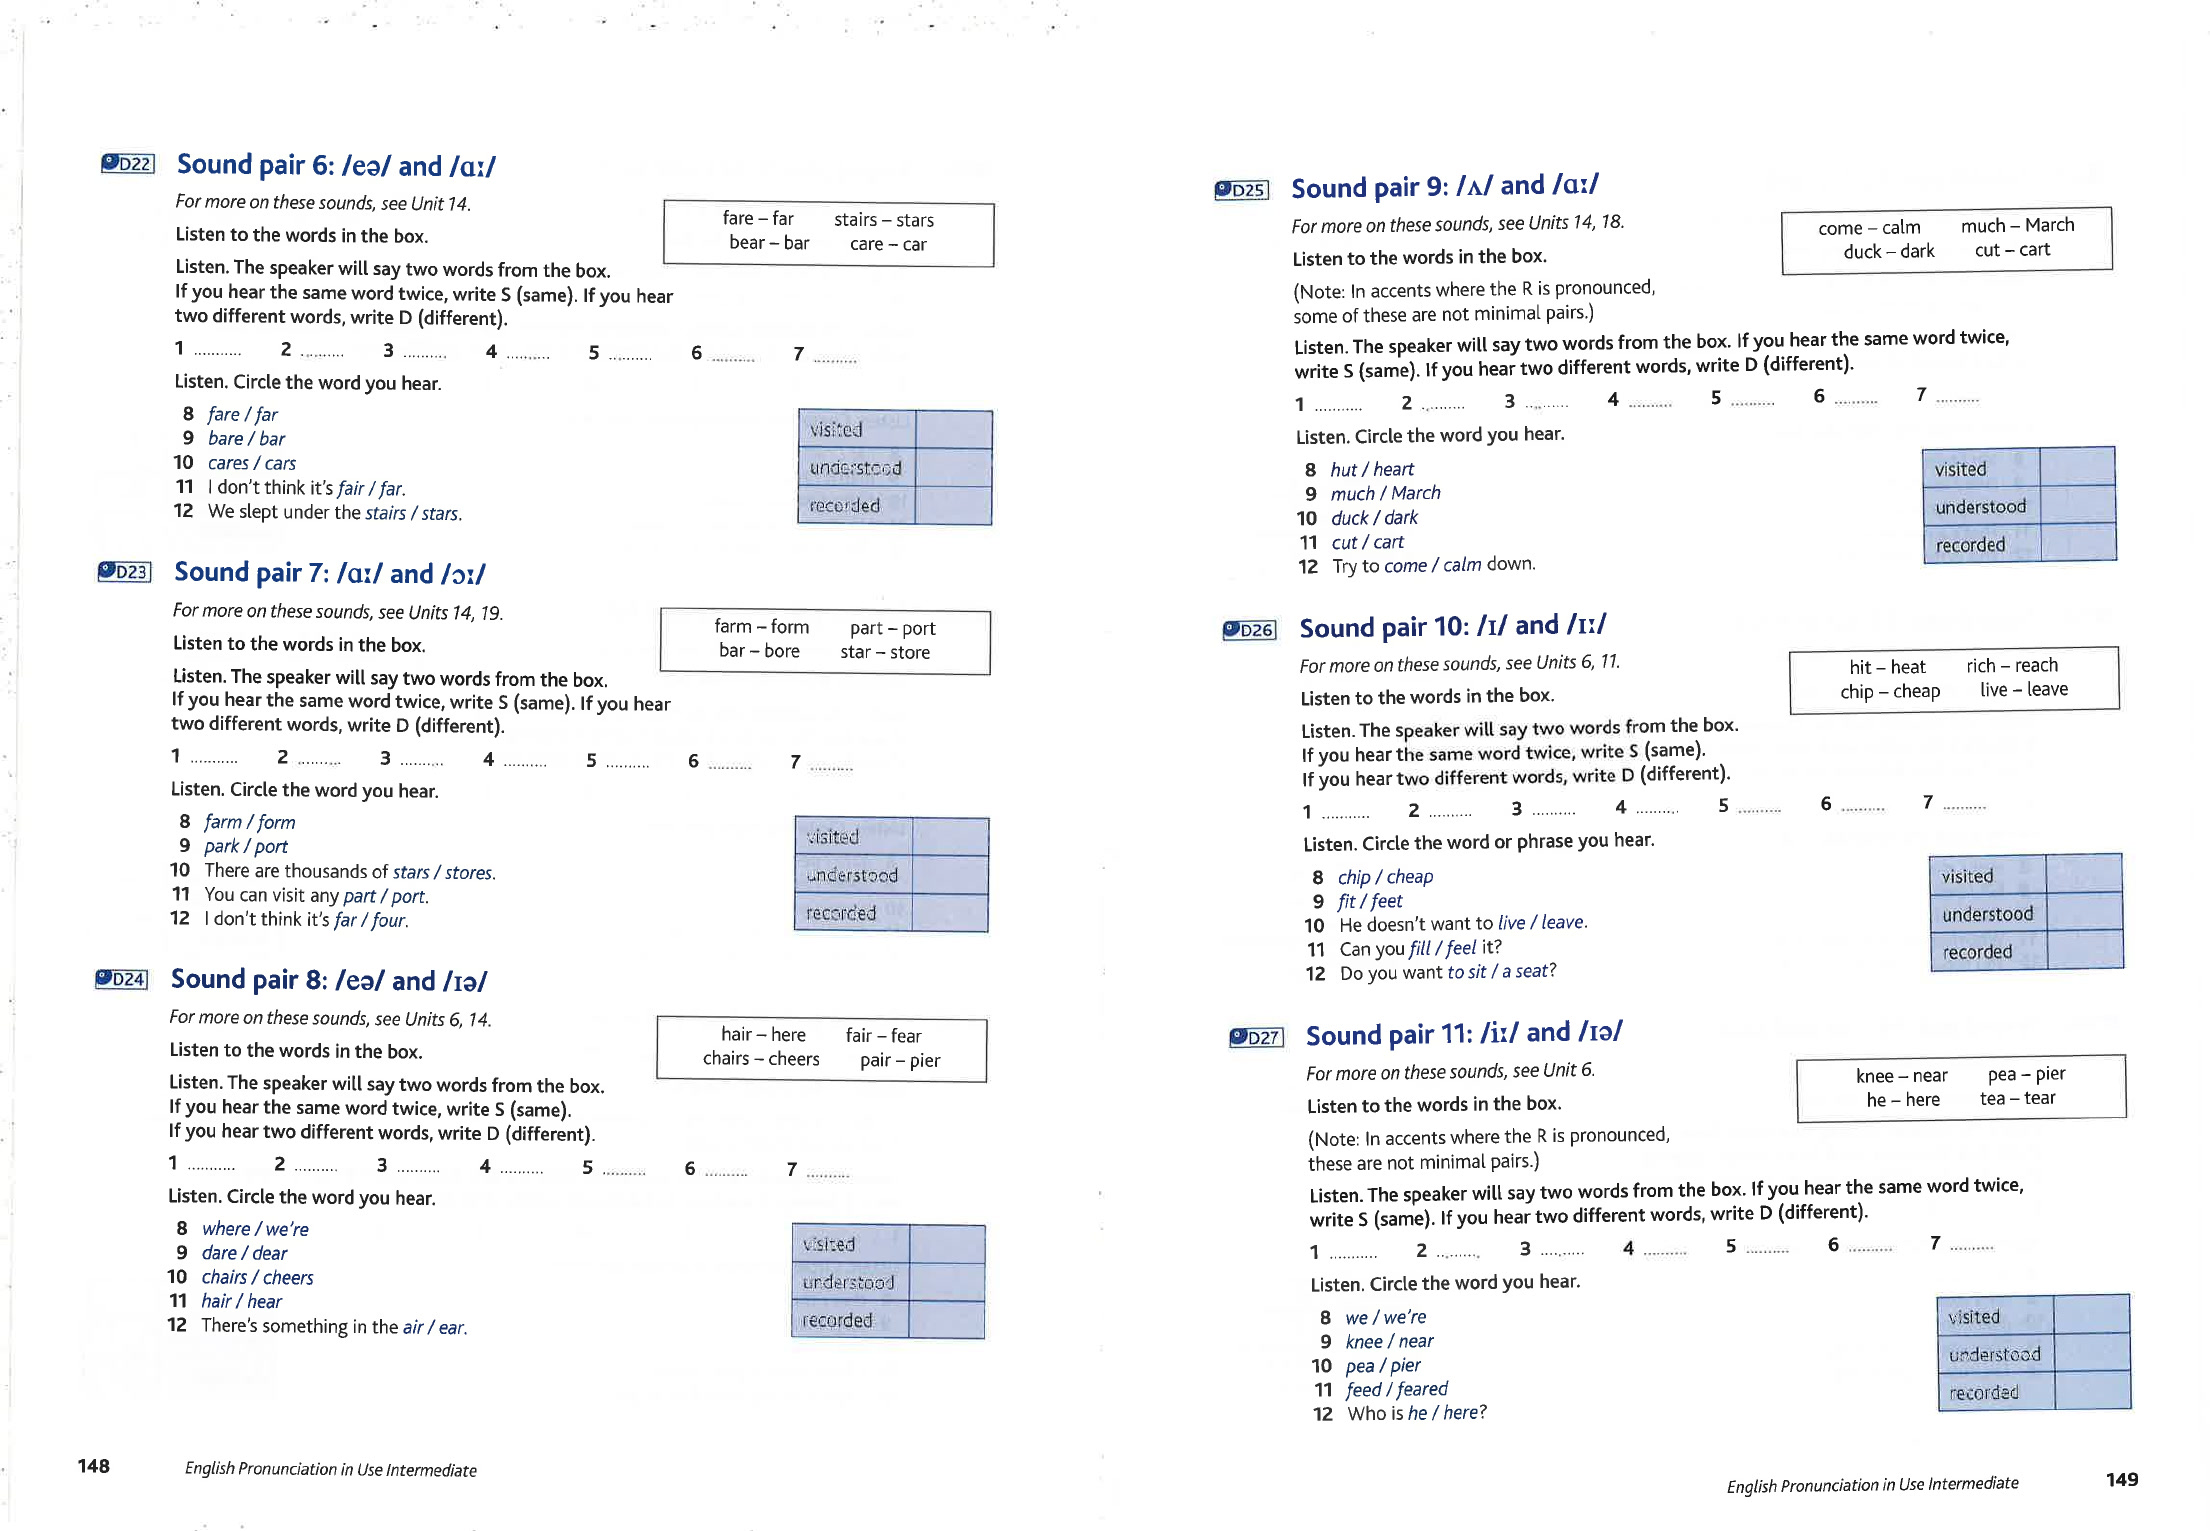 D22 Sound pair 6: /eə/ and /ɑː/
For more on these sounds, see Unit 14.
Listen to the words in the box.
fare – far stairs – stars
bear – bar care – car
Listen. The speaker will say two words from the box.
If you hear the same word twice, write S (same). If you hear
two different words, write D (different).
1 ........... 2 .......... 3 .......... 4 .......... 5 .......... 6 .......... 7 ..........
Listen. Circle the word you hear.
8 fare / far
9 bare / bar
10 cares / cars
11 I don't think it's fair / far.
12 We slept under the stairs / stars.
visited
understood
recorded
D23 Sound pair 7: /ɑː/ and /ɔː/
For more on these sounds, see Units 14, 19.
Listen to the words in the box.
farm – form part – port
bar – bore star – store
Listen. The speaker will say two words from the box.
If you hear the same word twice, write S (same). If you hear
two different words, write D (different).
1 ........... 2 .......... 3 .......... 4 .......... 5 .......... 6 .......... 7 ..........
Listen. Circle the word you hear.
8 farm / form
9 park / port
10 There are thousands of stars / stores.
11 You can visit any part / port.
12 I don't think it's far / four.
visited
understood
recorded
D24 Sound pair 8: /eə/ and /ɪə/
For more on these sounds, see Units 6, 14.
Listen to the words in the box.
hair – here fair – fear
chairs – cheers pair – pier
Listen. The speaker will say two words from the box.
If you hear the same word twice, write S (same).
If you hear two different words, write D (different).
1 ........... 2 .......... 3 .......... 4 .......... 5 .......... 6 .......... 7 ..........
Listen. Circle the word you hear.
8 where / we're
9 dare / dear
10 chairs / cheers
11 hair / hear
12 There's something in the air / ear.
visited
understood
recorded
148 English Pronunciation in Use Intermediate
D25 Sound pair 9: /ʌ/ and /ɑː/
For more on these sounds, see Units 14, 18.
Listen to the words in the box.
come – calm much – March
duck – dark cut – cart
(Note: In accents where the R is pronounced,
some of these are not minimal pairs.)
Listen. The speaker will say two words from the box. If you hear the same word twice,
write S (same). If you hear two different words, write D (different).
1 ........... 2 .......... 3 .......... 4 .......... 5 .......... 6 .......... 7 ..........
Listen. Circle the word you hear.
8 hut / heart
9 much / March
10 duck / dark
11 cut / cart
12 Try to come / calm down.
visited
understood
recorded
D26 Sound pair 10: /ɪ/ and /ɪː/
For more on these sounds, see Units 6, 11.
Listen to the words in the box.
hit – heat rich – reach
chip – cheap live – leave
Listen. The speaker will say two words from the box.
If you hear the same word twice, write S (same).
If you hear two different words, write D (different).
1 ........... 2 .......... 3 .......... 4 .......... 5 .......... 6 .......... 7 ..........
Listen. Circle the word or phrase you hear.
8 chip / cheap
9 fit / feet
10 He doesn't want to live / leave.
11 Can you fill / feel it?
12 Do you want to sit / a seat?
visited
understood
recorded
D27 Sound pair 11: /iː/ and /ɪə/
For more on these sounds, see Unit 6.
Listen to the words in the box.
knee – near pea – pier
he – here tea – tear
(Note: In accents where the R is pronounced,
these are not minimal pairs.)
Listen. The speaker will say two words from the box. If you hear the same word twice,
write S (same). If you hear two different words, write D (different).
1 ........... 2 .......... 3 .......... 4 .......... 5 .......... 6 .......... 7 ..........
Listen. Circle the word you hear.
8 we / we're
9 knee / near
10 pea / pier
11 feed / feared
12 Who is he / here?
visited
understood
recorded
English Pronunciation in Use Intermediate 149